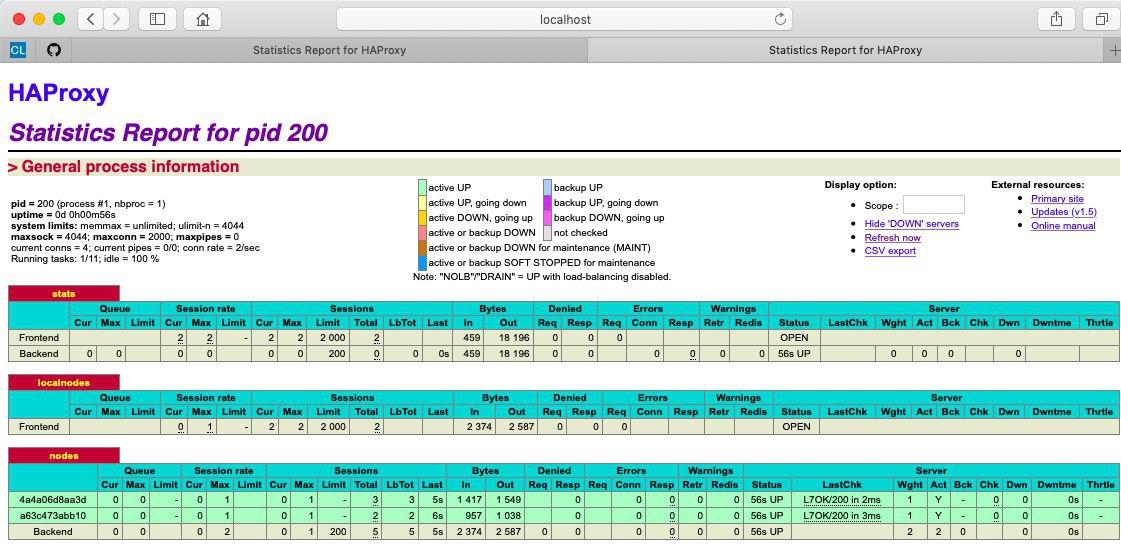 localhost
CL
Statistics Report for HAProxy
Statistics Report for HAProxy
HAProxy
Statistics Report for pid 200
> General process information
pid = 200 (process #1, nbproc = 1)
uptime = 0d 0h00m56s
system limits: memmax = unlimited; ulimit-n = 4044
maxsock = 4044; maxconn = 2000; maxpipes = 0
current conns = 4; current pipes = 0/0; conn rate = 2/sec
Running tasks: 1/11; idle = 100 %
active UP backup UP
active UP, going down backup UP, going down
active DOWN, going up backup DOWN, going up
active or backup DOWN not checked
active or backup DOWN for maintenance (MAINT)
active or backup SOFT STOPPED for maintenance
Note: "NOLB"/"DRAIN" = UP with load-balancing disabled.
Display option:
Scope :
Hide 'DOWN' servers
Refresh now
CSV export
External resources:
Primary site
Updates (v1.5)
Online manual
stats
Queue Session rate Sessions Bytes Denied Errors Warnings Server
Cur Max Limit Cur Max Limit Cur Max Limit Total LbTot Last In Out Req Resp Req Conn Resp Retr Redis Status LastChk Wght Act Bck Chk Dwn Dwntme Thrtle
Frontend 2 2 - 2 2 2 000 2 459 18 196 0 0 0 OPEN
Backend 0 0 0 0 0 0 200 0 0 0s 459 18 196 0 0 0 0 0 0 56s UP 0 0 0 0
localnodes
Queue Session rate Sessions Bytes Denied Errors Warnings Server
Cur Max Limit Cur Max Limit Cur Max Limit Total LbTot Last In Out Req Resp Req Conn Resp Retr Redis Status LastChk Wght Act Bck Chk Dwn Dwntme Thrtle
Frontend 0 1 - 2 2 2 000 2 2 374 2 587 0 0 0 OPEN
nodes
Queue Session rate Sessions Bytes Denied Errors Warnings Server
Cur Max Limit Cur Max Limit Cur Max Limit Total LbTot Last In Out Req Resp Req Conn Resp Retr Redis Status LastChk Wght Act Bck Chk Dwn Dwntme Thrtle
4a4a06d8aa3d 0 0 - 0 1 0 1 - 3 3 5s 1 417 1 549 0 0 0 0 0 56s UP L7OK/200 in 2ms 1 Y - 0 0 0s -
a63c473abb10 0 0 - 0 1 0 1 - 2 2 6s 957 1 038 0 0 0 0 0 56s UP L7OK/200 in 3ms 1 Y - 0 0 0s -
Backend 0 0 0 2 0 1 200 5 5 5s 2 374 2 587 0 0 0 0 0 0 56s UP 2 2 0 0 0s